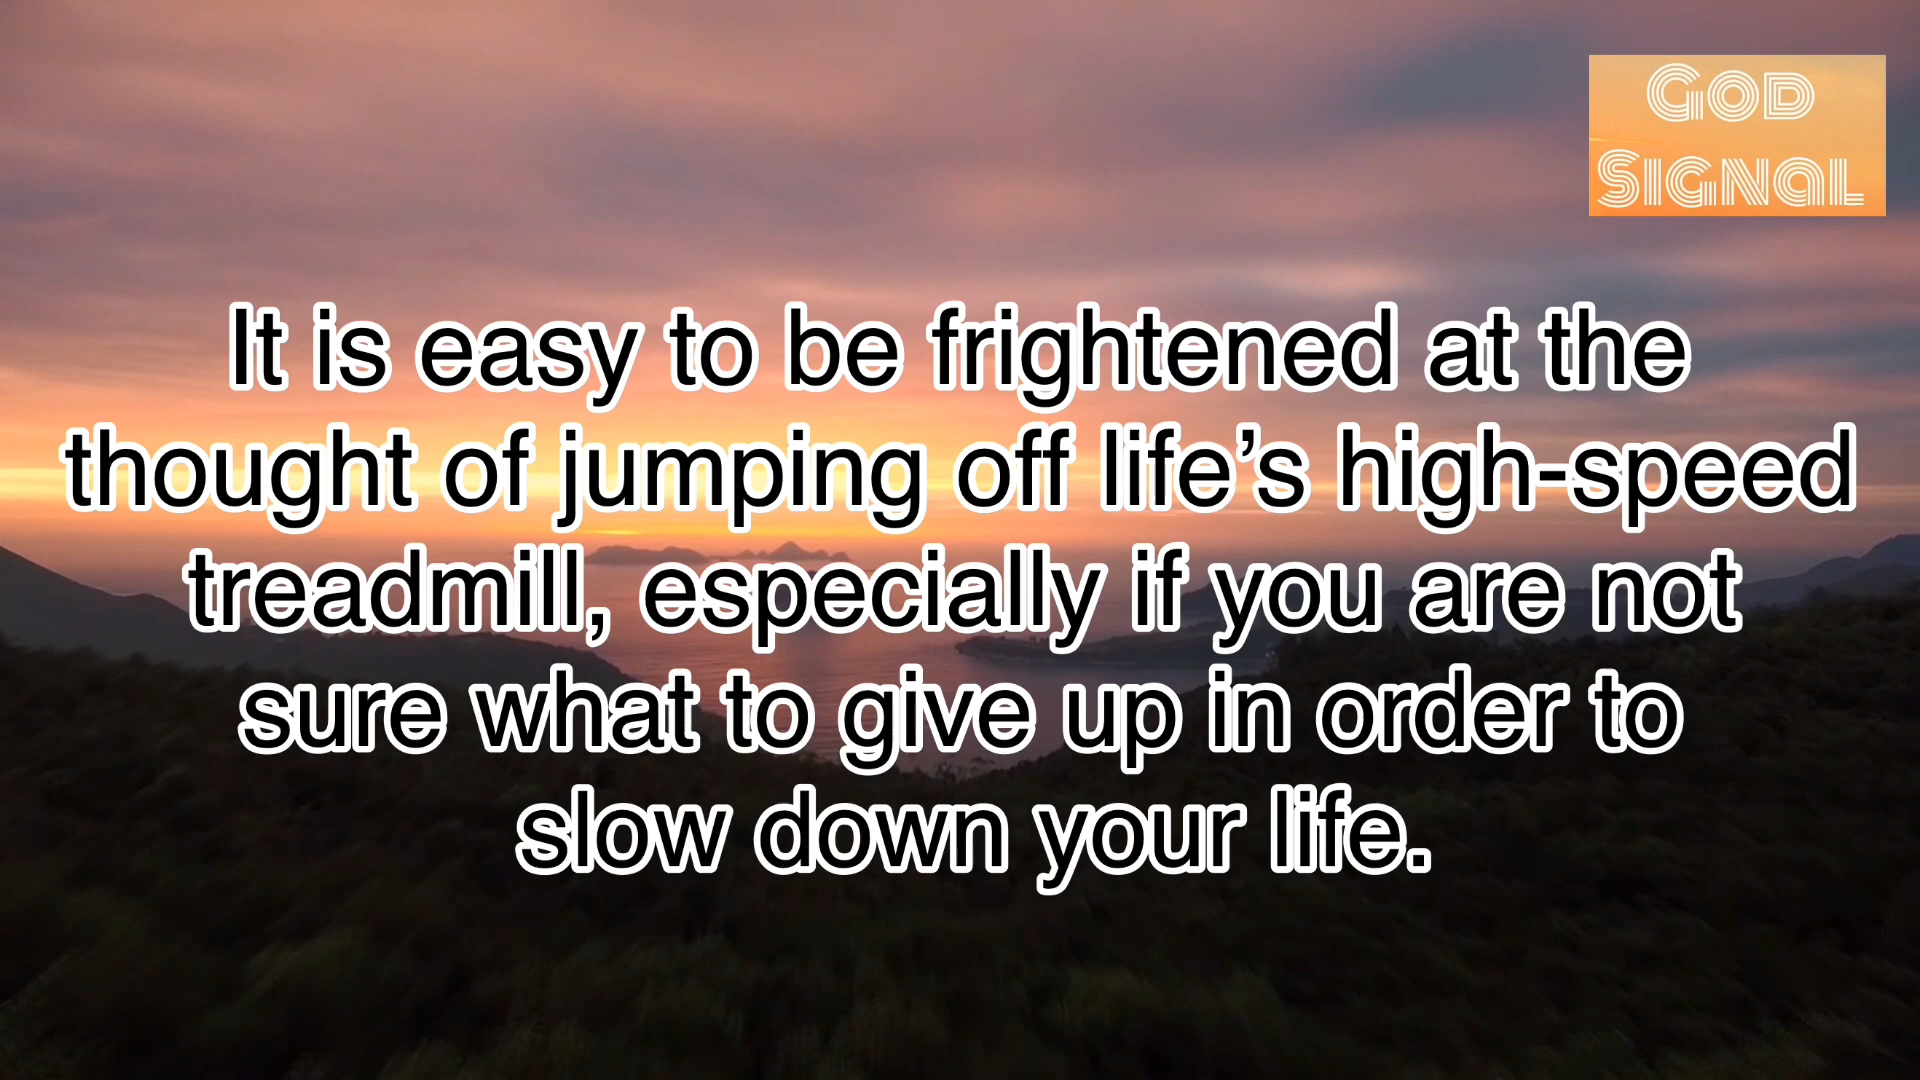 God
Signal
It is easy to be frightened at the
thought of jumping off life’s high-speed
treadmill, especially if you are not
sure what to give up in order to
slow down your life.